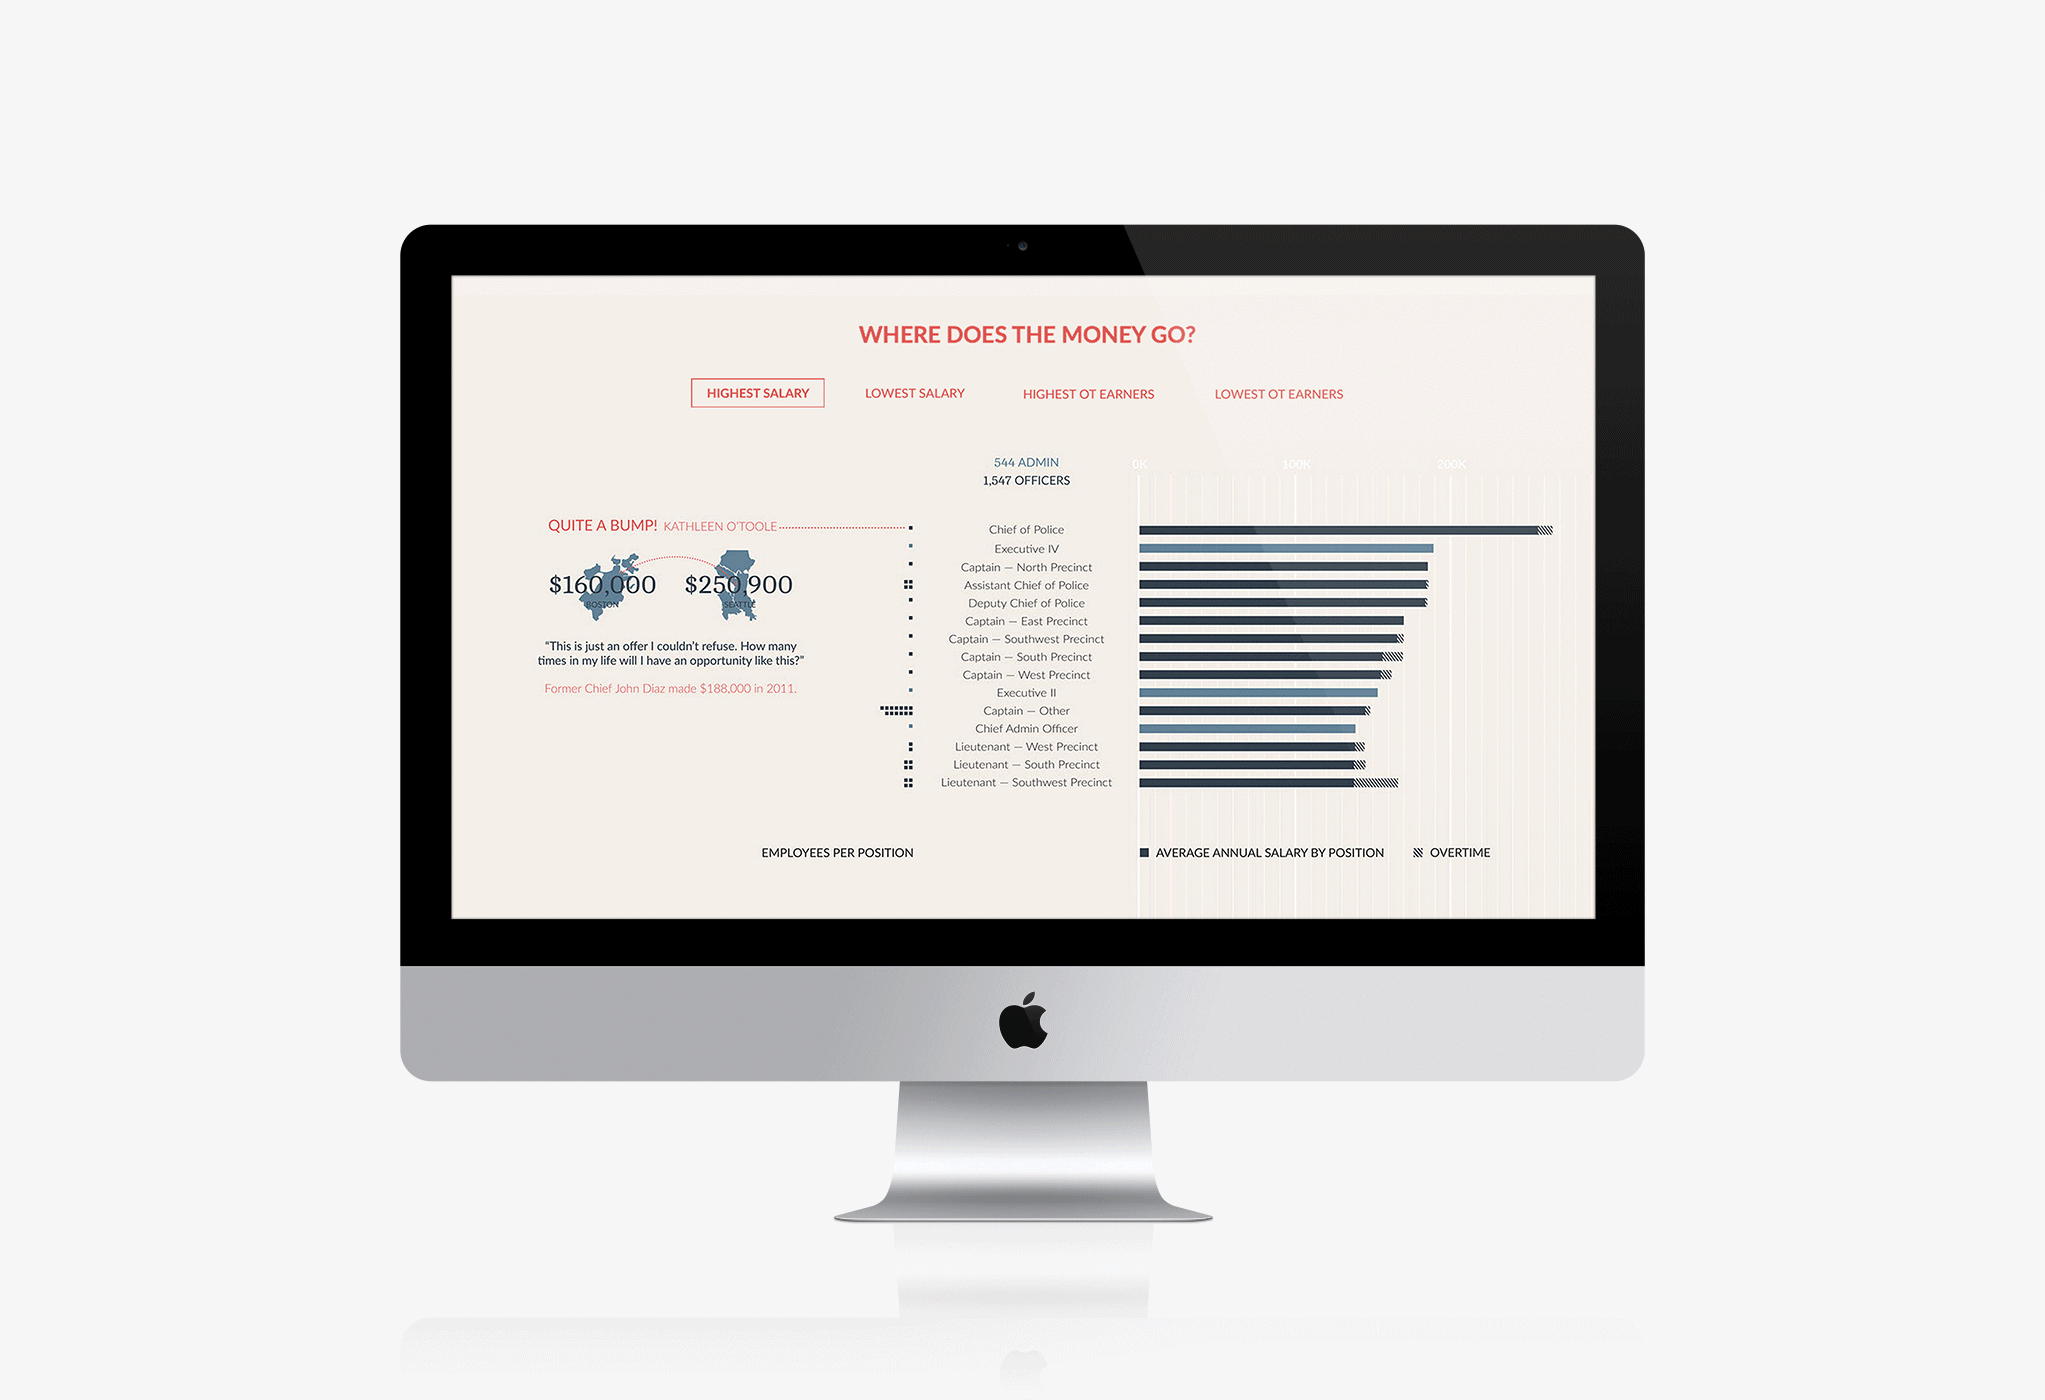 WHERE DOES THE MONEY GO?
HIGHEST SALARY
LOWEST SALARY
HIGHEST OT EARNERS
LOWEST OT EARNERS
544 ADMIN
1,547 OFFICERS
0K
100K
200K
QUITE A BUMP! KATHLEEN O'TOOLE
$160,000
BOSTON
$250,900
SEATTLE
“This is just an offer I couldn’t refuse. How many
times in my life will I have an opportunity like this?”
Former Chief John Diaz made $188,000 in 2011.
Chief of Police
Executive IV
Captain — North Precinct
Assistant Chief of Police
Deputy Chief of Police
Captain — East Precinct
Captain — Southwest Precinct
Captain — South Precinct
Captain — West Precinct
Executive II
Captain — Other
Chief Admin Officer
Lieutenant — West Precinct
Lieutenant — South Precinct
Lieutenant — Southwest Precinct
EMPLOYEES PER POSITION
AVERAGE ANNUAL SALARY BY POSITION
OVERTIME